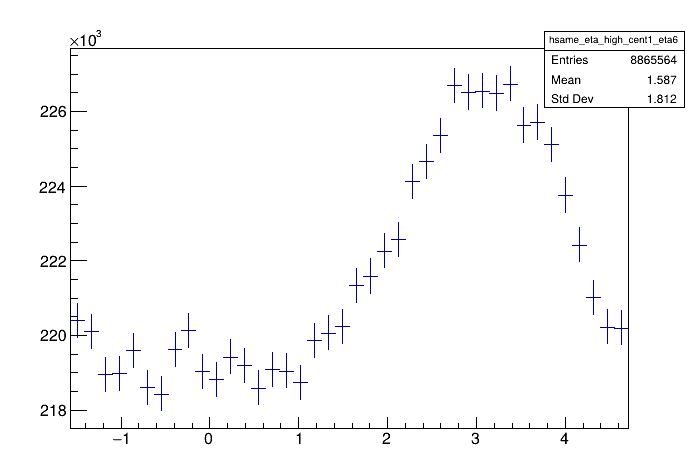 ×10³
hsame_eta_high_cent1_eta6
Entries 8865564
Mean 1.587
Std Dev 1.812
226
224
222
220
218
−1 0 1 2 3 4